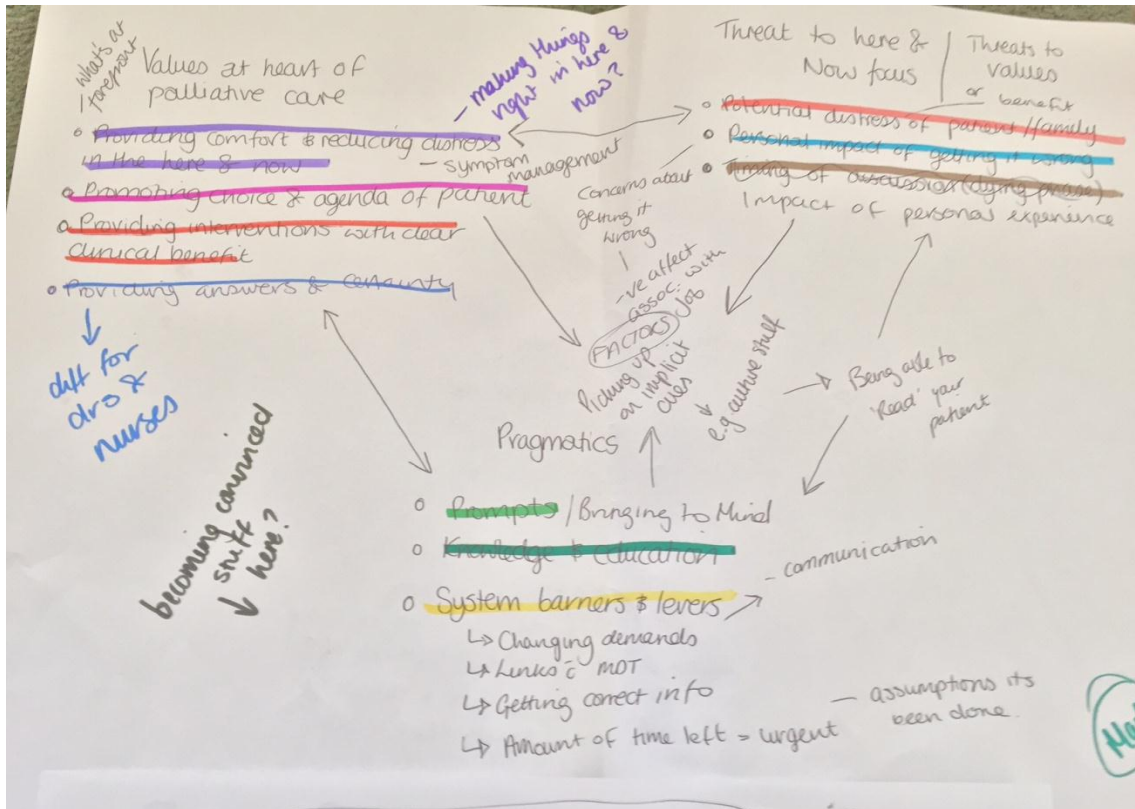 - what's at forefront
Values at heart of
palliative care
• Providing comfort & reducing distress
in the here & now
- symptom
management
- making things
right in here &
now?
• Promoting choice & agenda of patient
• Providing interventions with clear
clinical benefit
• Providing answers & certainty
diff for
drs &
nurses
becoming convinced
stuff
here?
Threat to here &
Now focus
Threats to
values
or benefit
• Potential distress of patient/family
• Personal impact of getting it wrong
• Timing of discussion (dying phase)
Impact of personal experience
Concerns about
getting it
wrong
-ve affect
assoc. with
FACTORS Job
Picking up
on implicit
cues
e.g. culture stuff
Being able to
'Read' your
patient
Pragmatics
o Prompts / Bringing to Mind
o Knowledge & education
o System barriers & levers
- communication
↳ Changing demands
↳ Links c̄ MDT
↳ Getting correct info
↳ Amount of time left = urgent
- assumptions its
been done.